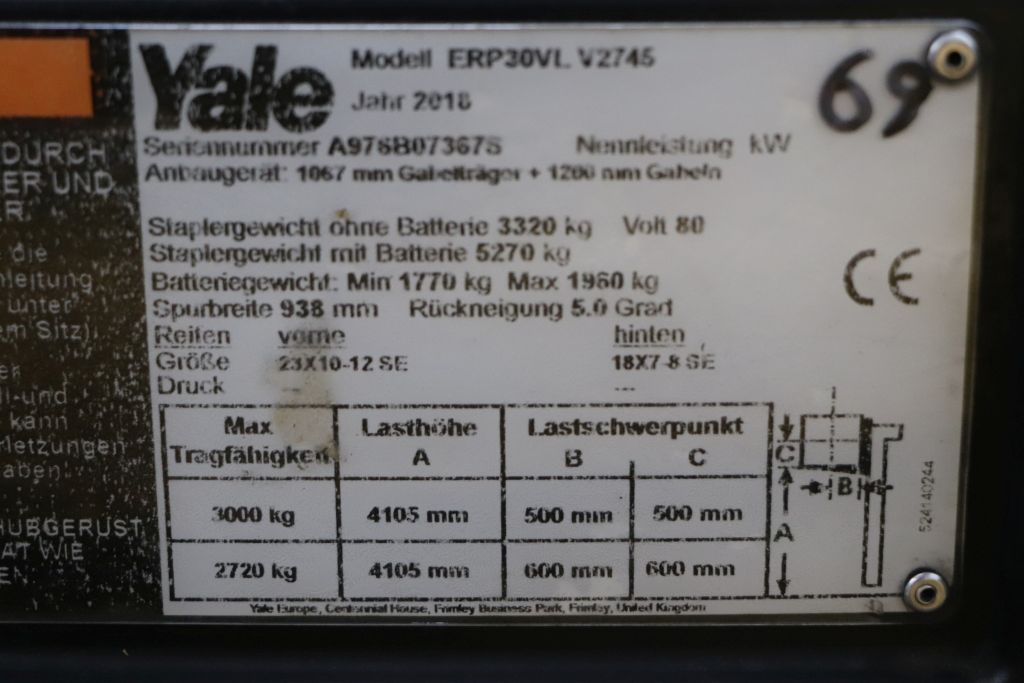 Yale
Modell ERP30VL V2745
69
Jahr 2018
Seriennummer Nennleistung kW
Anbaugerät: 1067 mm Gabelträger + 1200 mm Gabeln
Staplergewicht ohne Batterie 3320 kg Volt 80
Staplergewicht mit Batterie 5270 kg
Batteriegewicht: Min 1770 kg Max 1960 kg
CE
Spurbreite 938 mm Rückneigung 5.0 Grad
Reifen vorne hinten
Größe 23X10-12 SE 18X7-8 SE
Druck --- ---
Max Lasthöhe Lastschwerpunkt
Tragfähigkeit A B C
3000 kg 4105 mm 500 mm 500 mm
2720 kg 4105 mm 600 mm 600 mm
C
B
A
524140244
Yale Europe, Centennial House, Frimley Business Park, Frimley, United Kingdom
DURCH
ER UND
ER
die
unter
m Sitz)
kann
HUBGERÜST
AT WIE
EN